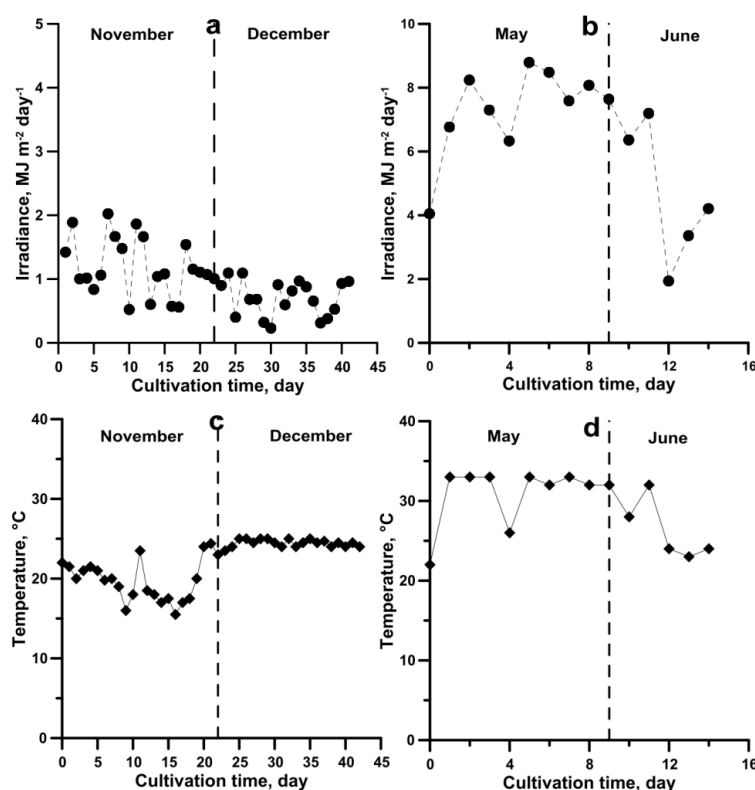 a
November December
5
4
3
2
1
0
Irradiance, MJ m⁻² day⁻¹
0 5 10 15 20 25 30 35 40 45
Cultivation time, day
b
May June
10
8
6
4
2
0
Irradiance, MJ m⁻² day⁻¹
0 4 8 12 16
Cultivation time, day
c
November December
40
30
20
10
0
Temperature, °C
0 5 10 15 20 25 30 35 40 45
Cultivation time, day
d
May June
40
30
20
10
0
Temperature, °C
0 4 8 12 16
Cultivation time, day